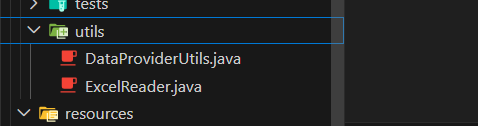 tests
utils
DataProviderUtils.java
ExcelReader.java
resources